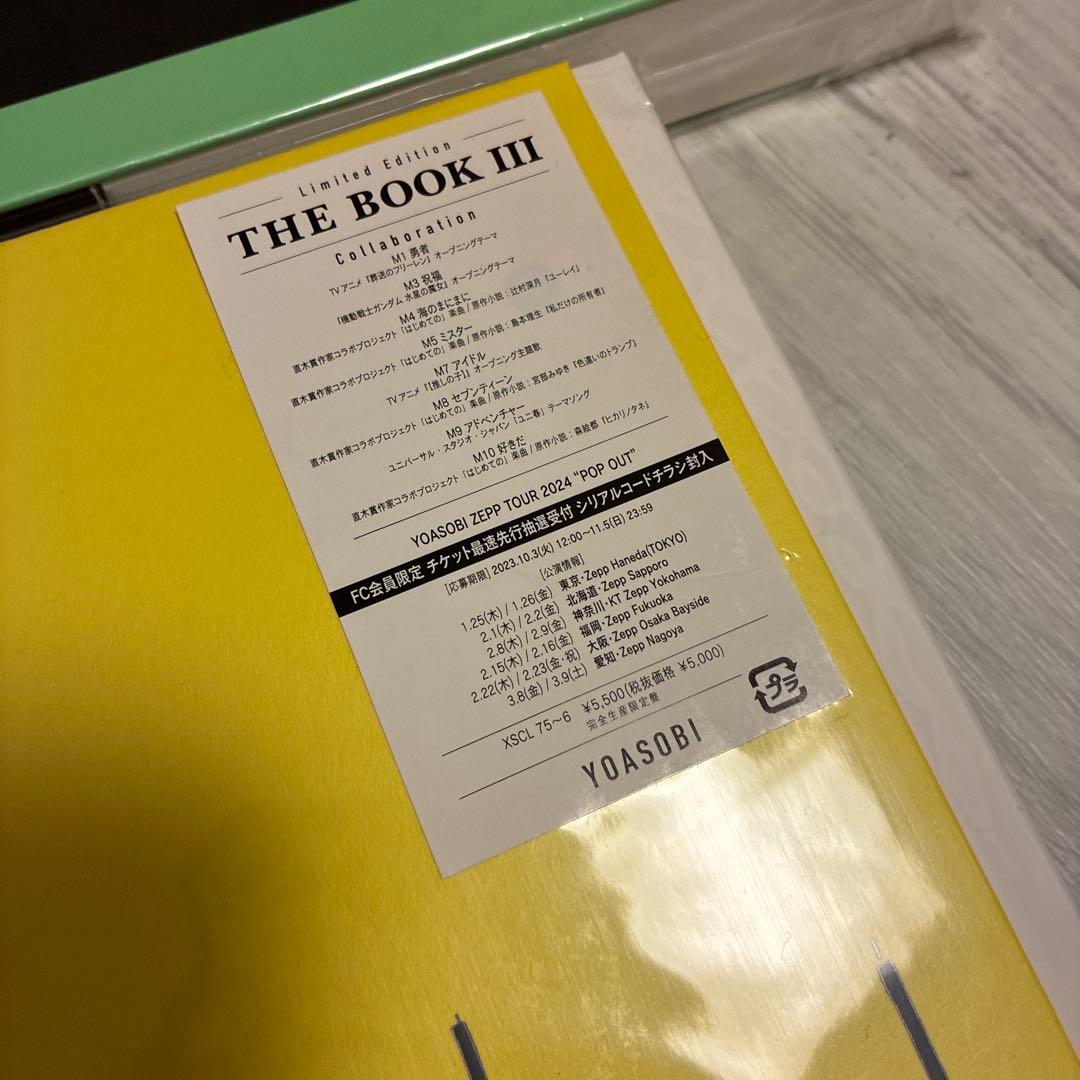 Limited Edition
THE BOOK III
Collaboration
M1 勇者
TVアニメ『葬送のフリーレン』オープニングテーマ
M3 祝福
『機動戦士ガンダム 水星の魔女』オープニングテーマ
M4 海のまにまに
直木賞作家コラボプロジェクト「はじめての」楽曲 / 原作小説：辻村深月『ユーレイ』
M5 ミスター
直木賞作家コラボプロジェクト「はじめての」楽曲 / 原作小説：島本理生『私だけの所有者』
M7 アイドル
TVアニメ『【推しの子】』オープニング主題歌
M8 セブンティーン
直木賞作家コラボプロジェクト「はじめての」楽曲 / 原作小説：宮部みゆき『色違いのトランプ』
M9 アドベンチャー
ユニバーサル・スタジオ・ジャパン「ユニ春」テーマソング
M10 好きだ
直木賞作家コラボプロジェクト「はじめての」楽曲 / 原作小説：森絵都『ヒカリノタネ』
YOASOBI ZEPP TOUR 2024 “POP OUT”
FC会員限定 チケット最速先行抽選受付 シリアルコードチラシ封入
[応募期限] 2023.10.3(火) 12:00〜11.5(日) 23:59
[公演情報]
1.25(木) / 1.26(金) 東京・Zepp Haneda(TOKYO)
2.1(木) / 2.2(金) 北海道・Zepp Sapporo
2.8(木) / 2.9(金) 神奈川・KT Zepp Yokohama
2.15(木) / 2.16(金) 福岡・Zepp Fukuoka
2.22(木) / 2.23(金・祝) 大阪・Zepp Osaka Bayside
3.8(金) / 3.9(土) 愛知・Zepp Nagoya
XSCL 75〜6 ¥5,500(税抜価格 ¥5,000)
完全生産限定盤
プラ
YOASOBI